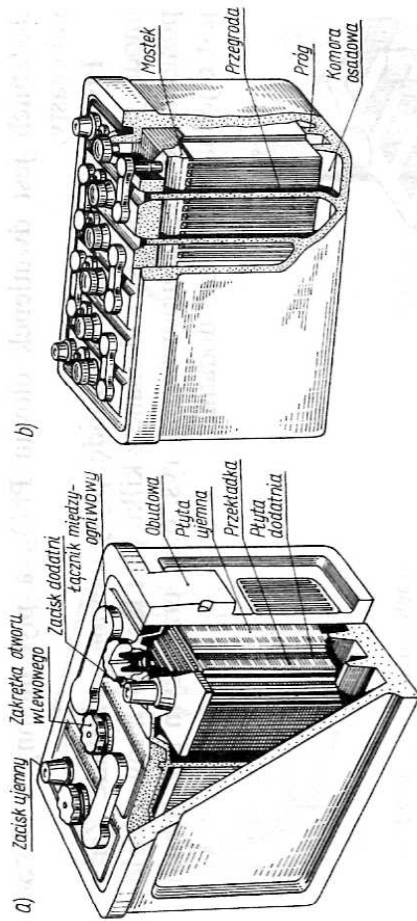 a)
Zacisk ujemny
Zakrętka otworu
wlewowego
Zacisk dodatni
Łącznik między-
ogniwowy
Obudowa
Płyta
ujemna
Przekładka
Płyta
dodatnia
b)
Mostek
Przegroda
Próg
Komora
osadowa